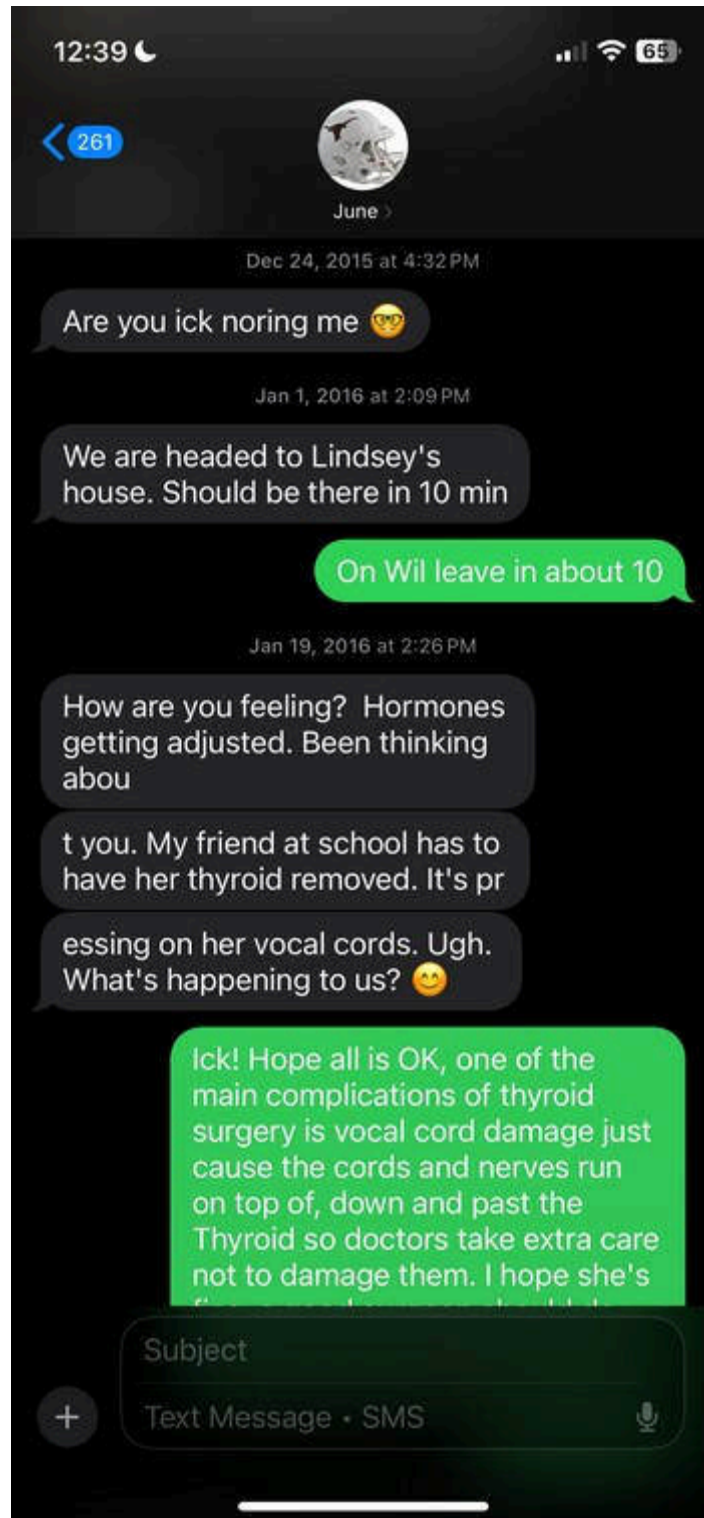 12:39
65
261
June
Dec 24, 2015 at 4:32 PM
Are you ick noring me 🤓
Jan 1, 2016 at 2:09 PM
We are headed to Lindsey's
house. Should be there in 10 min
On Wil leave in about 10
Jan 19, 2016 at 2:26 PM
How are you feeling?  Hormones
getting adjusted. Been thinking
abou
t you. My friend at school has to
have her thyroid removed. It's pr
essing on her vocal cords. Ugh.
What's happening to us? 😊
Ick! Hope all is OK, one of the
main complications of thyroid
surgery is vocal cord damage just
cause the cords and nerves run
on top of, down and past the
Thyroid so doctors take extra care
not to damage them. I hope she's
Subject
Text Message • SMS